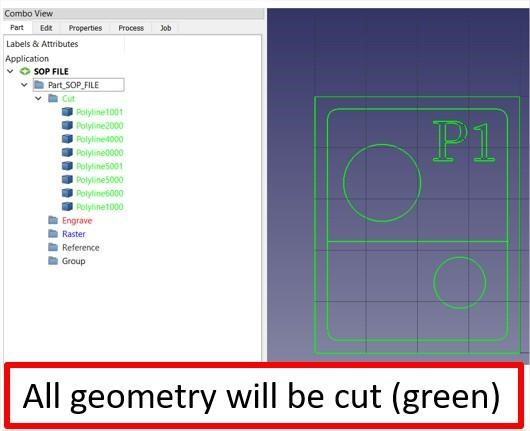 Combo View
Part Edit Properties Process Job
Labels & Attributes
Application
SOP FILE
Part_SOP_FILE
Cut
Polyline1001
Polyline2000
Polyline4000
Polyline0000
Polyline5001
Polyline5000
Polyline6000
Polyline1000
Engrave
Raster
Reference
Group
P1
All geometry will be cut (green)